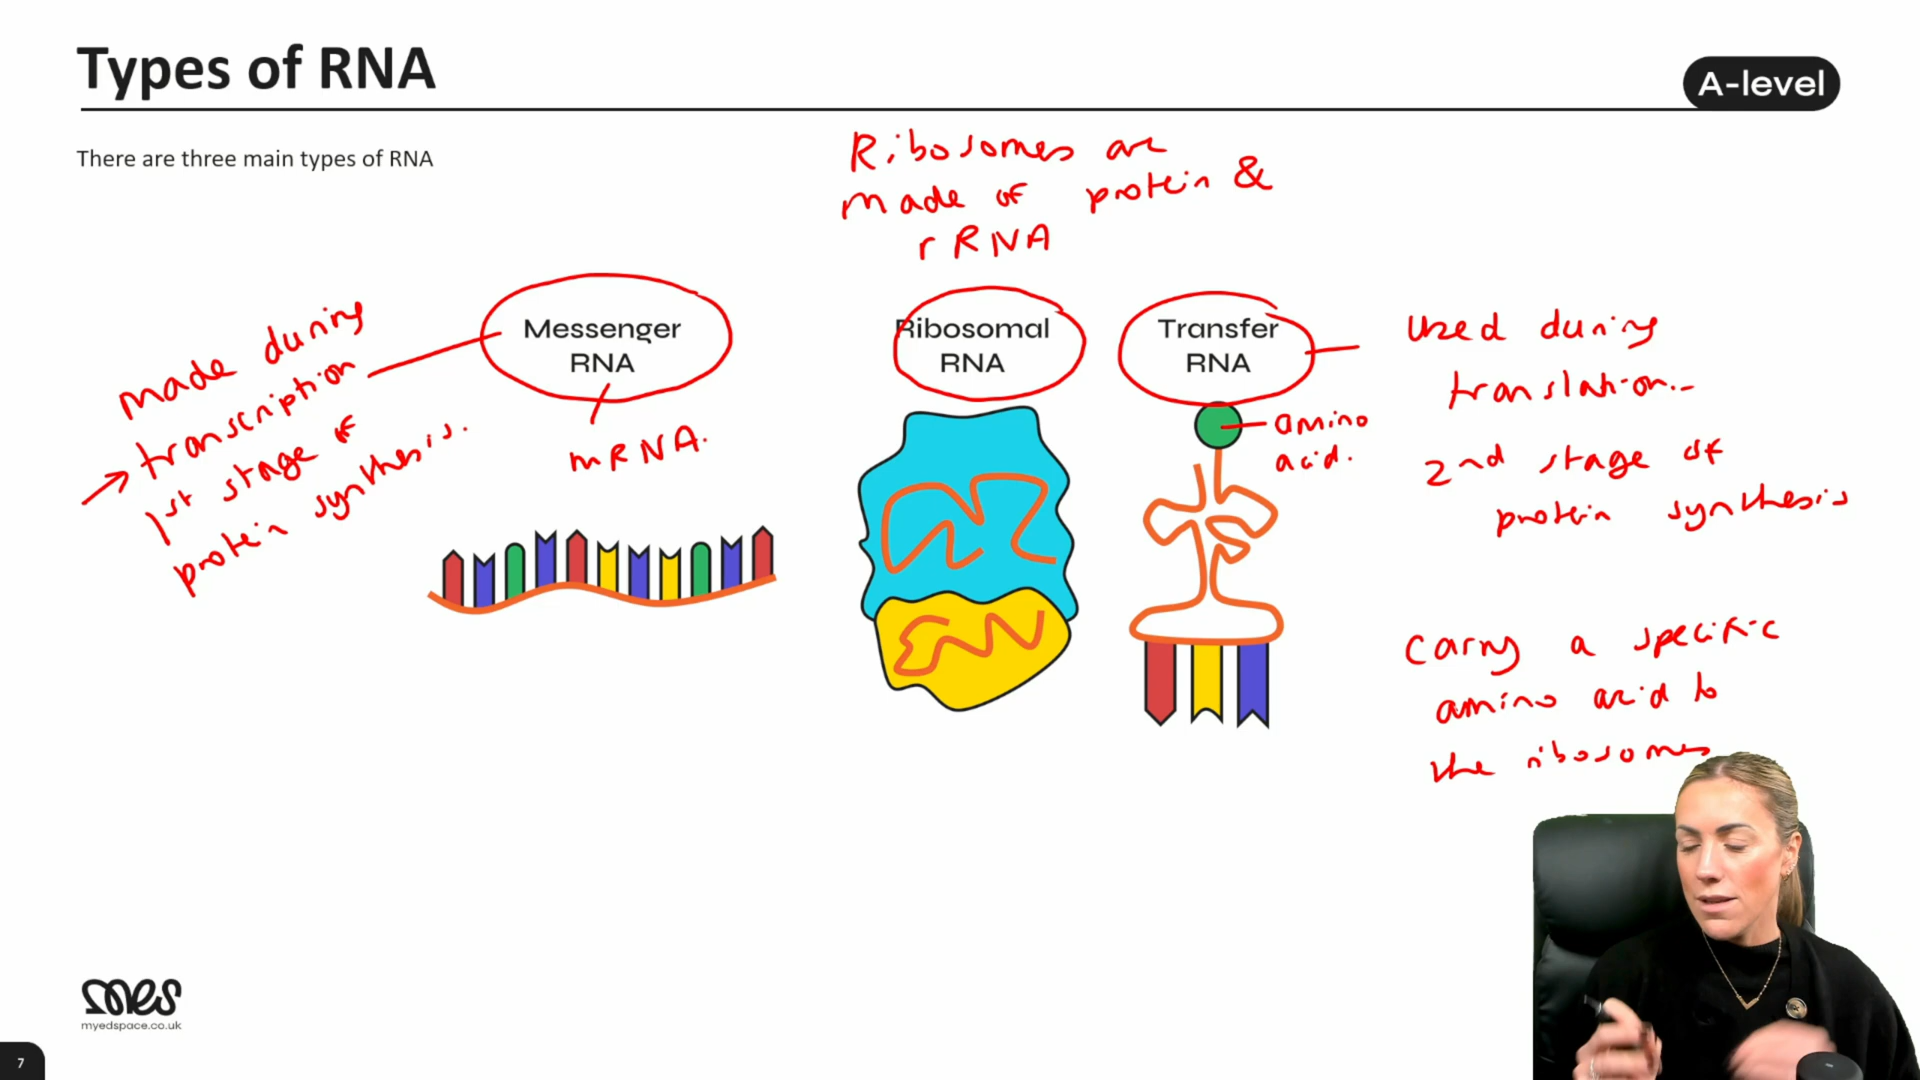 Types of RNA
A-level
There are three main types of RNA
Ribosomes are
made of protein &
rRNA
made during
transcription
1st stage of
protein synthesis.
Messenger
RNA
mRNA.
Ribosomal
RNA
Transfer
RNA
amino
acid.
Used during
translation..
2nd stage of
protein synthesis
carry a specific
amino acid to
the ribosomes
mes
myedspace.co.uk
7